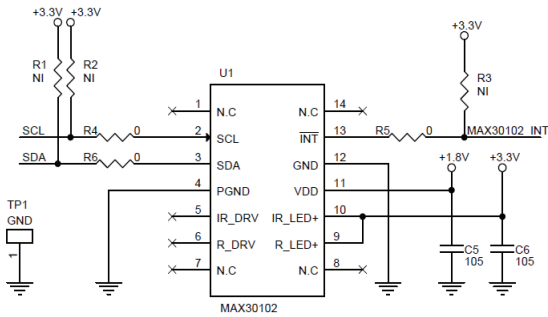 +3.3V +3.3V
+3.3V
R1 R2
NI NI
U1
R3
NI
1 N.C N.C 14
SCL R4 0 2 SCL INT 13 R5 0 MAX30102_INT
SDA R6 0 3 SDA GND 12 +1.8V +3.3V
4 PGND VDD 11
TP1
GND
5 IR_DRV IR_LED+ 10
6 R_DRV R_LED+ 9
C5 C6
105 105
1
7 N.C N.C 8
MAX30102